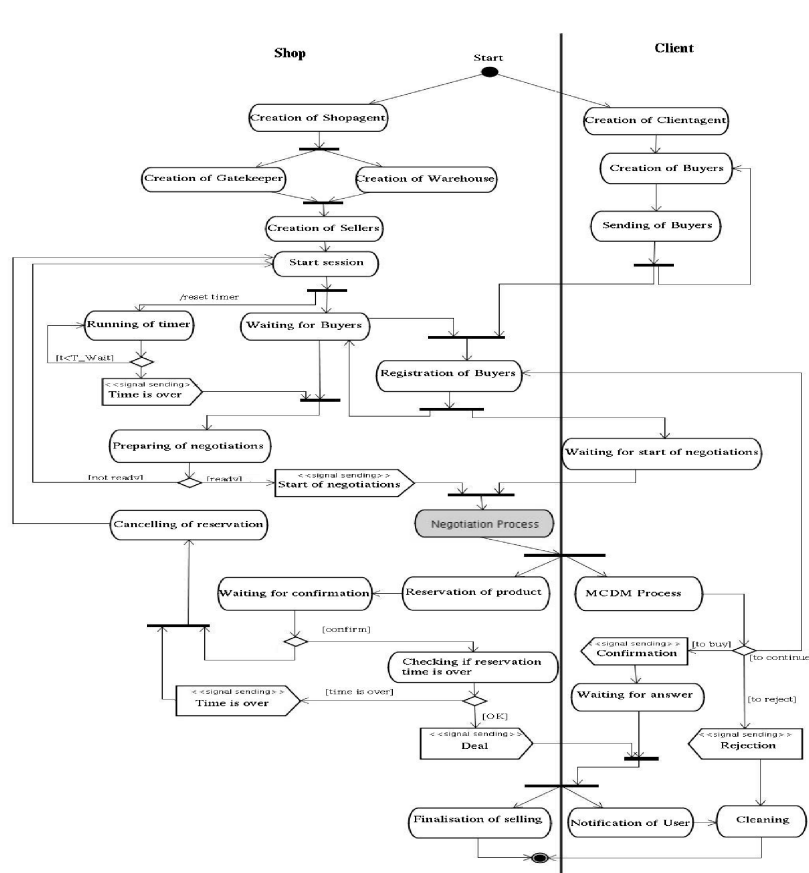 Shop
Start
Client
Creation of Shopagent
Creation of Clientagent
Creation of Gatekeeper
Creation of Warehouse
Creation of Buyers
Creation of Sellers
Sending of Buyers
Start session
/reset timer
Running of timer
Waiting for Buyers
[t<T_Wait]
<<signal sending>
Time is over
Registration of Buyers
Preparing of negotiations
Waiting for start of negotiations
[not ready]
[ready]
<<signal sending>>
Start of negotiations
Cancelling of reservation
Negotiation Process
Waiting for confirmation
Reservation of product
MCDM Process
[confirm]
[to buy]
[to continue
<<signal sending>>
Confirmation
Checking if reservation
time is over
<<signal sending>>
Time is over
[time is over]
Waiting for answer
[to reject]
[OK]
<<signal sending>>
Deal
<<signal sending>>
Rejection
Finalisation of selling
Notification of User
Cleaning